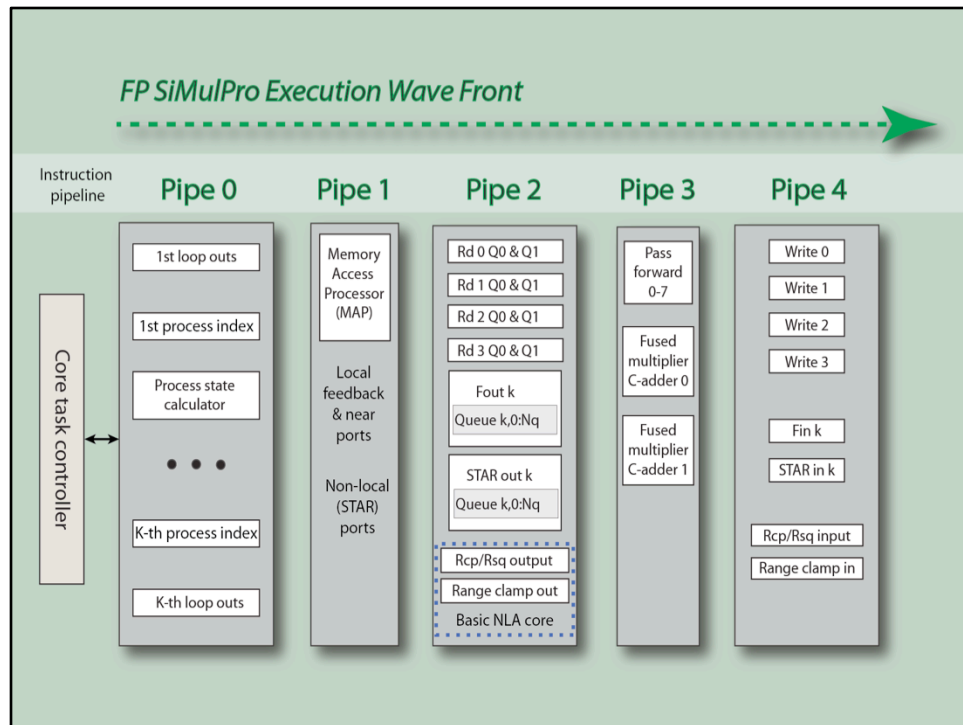 FP SiMulPro Execution Wave Front
Instruction
pipeline
Pipe 0
Pipe 1
Pipe 2
Pipe 3
Pipe 4
Core task controller
1st loop outs
1st process index
Process state
calculator
• • •
K-th process index
K-th loop outs
Memory
Access
Processor
(MAP)
Local
feedback
& near
ports
Non-local
(STAR)
ports
Rd 0 Q0 & Q1
Rd 1 Q0 & Q1
Rd 2 Q0 & Q1
Rd 3 Q0 & Q1
Fout k
Queue k,0:Nq
STAR out k
Queue k,0:Nq
Rcp/Rsq output
Range clamp out
Basic NLA core
Pass
forward
0-7
Fused
multiplier
C-adder 0
Fused
multiplier
C-adder 1
Write 0
Write 1
Write 2
Write 3
Fin k
STAR in k
Rcp/Rsq input
Range clamp in